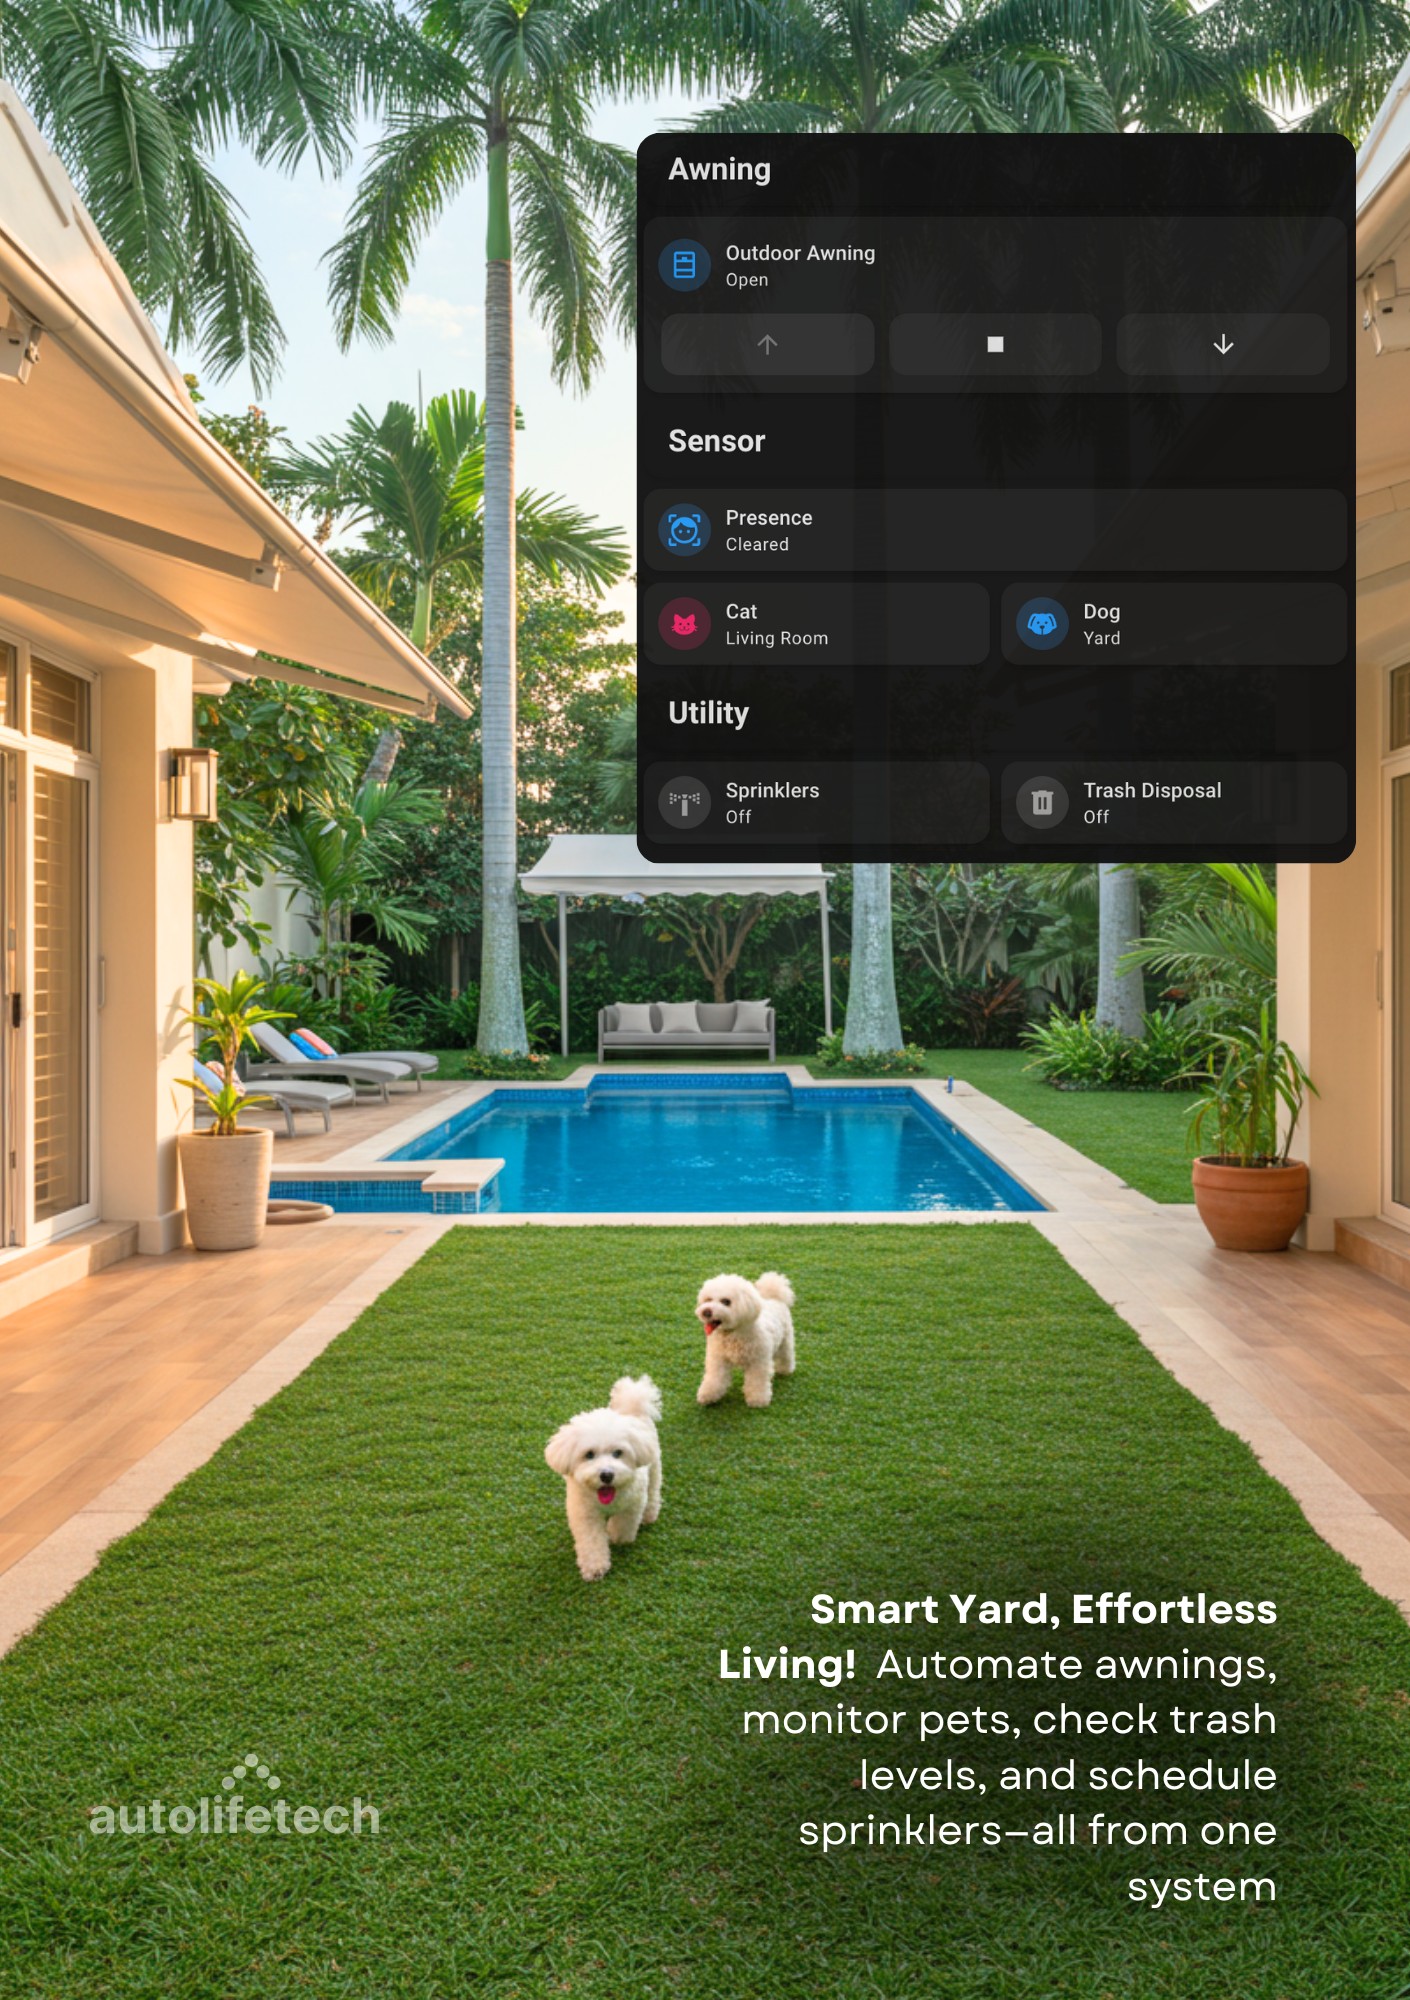 Awning
Outdoor Awning
Open
Sensor
Presence
Cleared
Cat
Living Room
Dog
Yard
Utility
Sprinklers
Off
Trash Disposal
Off
Smart Yard, Effortless
Living! Automate awnings,
monitor pets, check trash
levels, and schedule
sprinklers—all from one
system
autolifetech